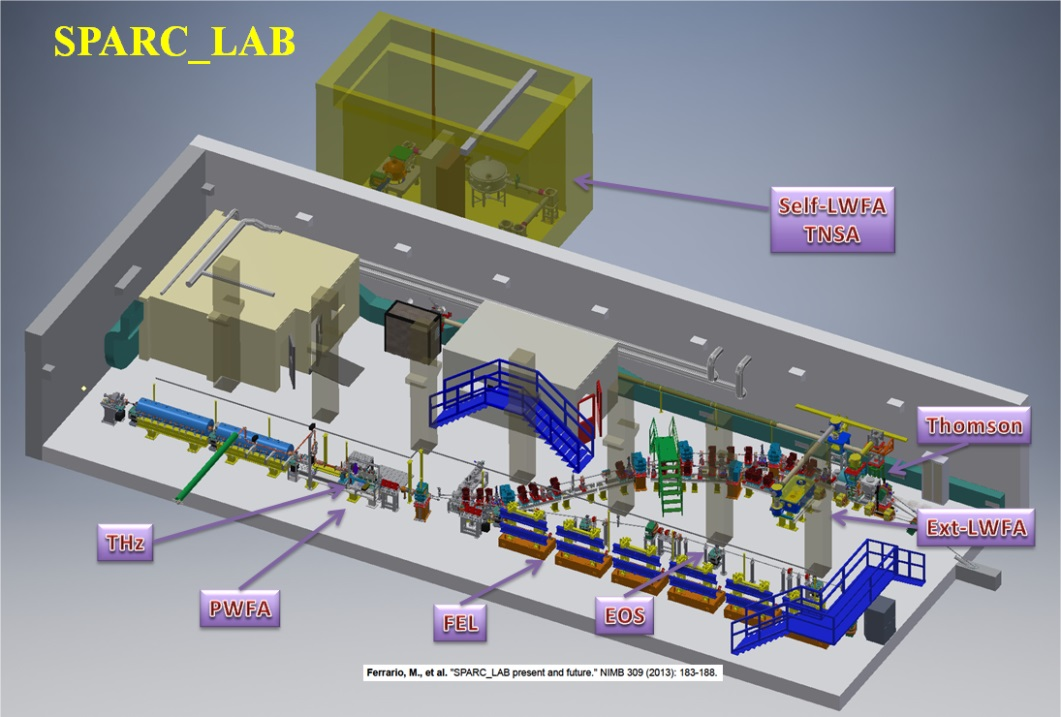 SPARC_LAB
Self-LWFA
TNSA
Thomson
Ext-LWFA
THz
PWFA
FEL
EOS
Ferrario, M., et al. "SPARC_LAB present and future." NIMB 309 (2013): 183-188.